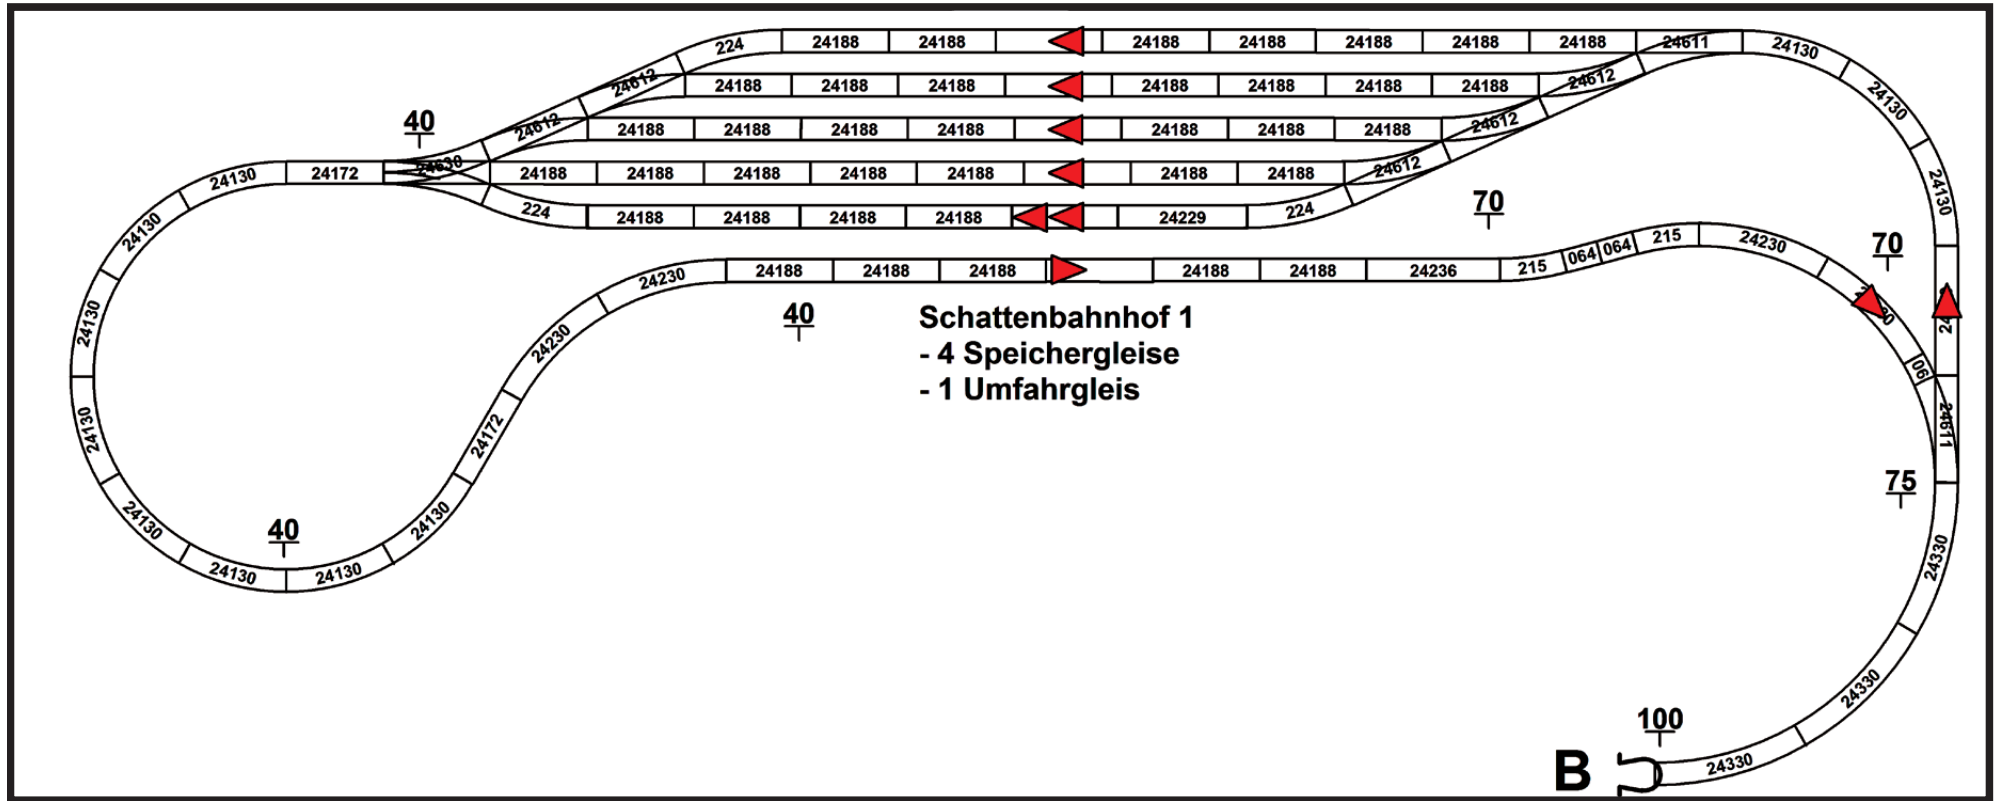 224 24188 24188 24188 24188 24188 24188 24188 24611 24130
24612 24188 24188 24188 24188 24188 24188 24188 24612 24130
40 24612 24188 24188 24188 24188 24188 24188 24188 24612
24130 24172 24630 24188 24188 24188 24188 24188 24188 24188 24612 24130
224 24188 24188 24188 24188 24229 224 70
24130 24230 24188 24188 24188 24188 24188 24236 215 064 064 215 24230 70
40
Schattenbahnhof 1
- 4 Speichergleise
- 1 Umfahrgleis
24130 24230 06
24130 24172 24611
24130 24130 75
40
24130 24130 24330
24330
100
B 24330